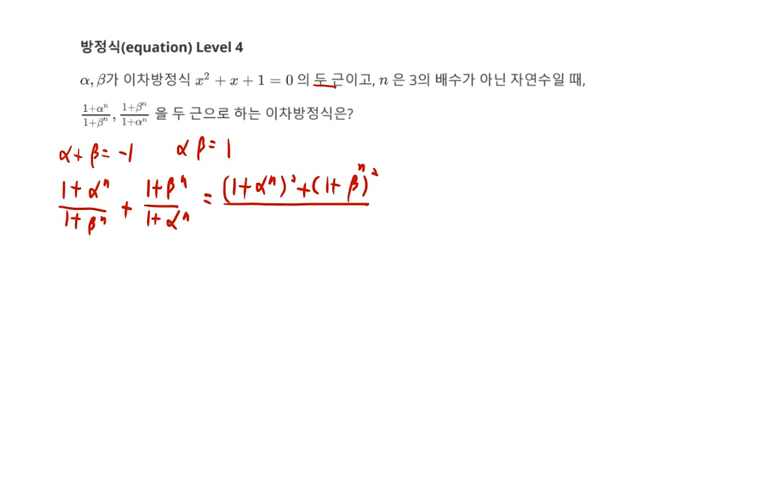 방정식(equation) Level 4
α, β가 이차방정식 x² + x + 1 = 0 의 두 근이고, n 은 3의 배수가 아닌 자연수일 때,
(1+αⁿ)/(1+βⁿ), (1+βⁿ)/(1+αⁿ) 을 두 근으로 하는 이차방정식은?
α + β = -1 α β = 1
(1+αⁿ)/(1+βⁿ) + (1+βⁿ)/(1+αⁿ) = (1+αⁿ)² + (1+βⁿ)²